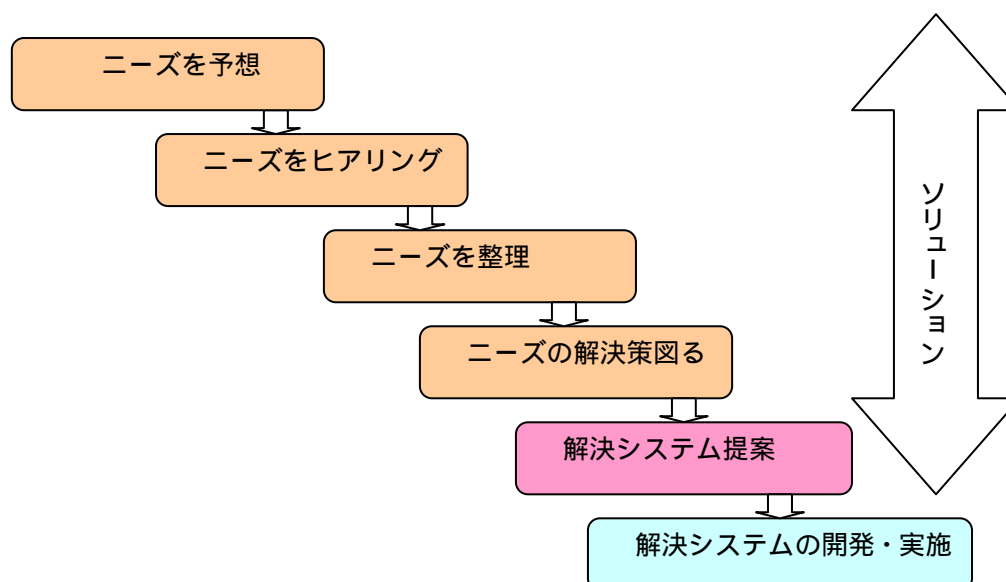 ニーズを予想
ニーズをヒアリング
ニーズを整理
ニーズの解決策図る
解決システム提案
解決システムの開発・実施
ソリューション